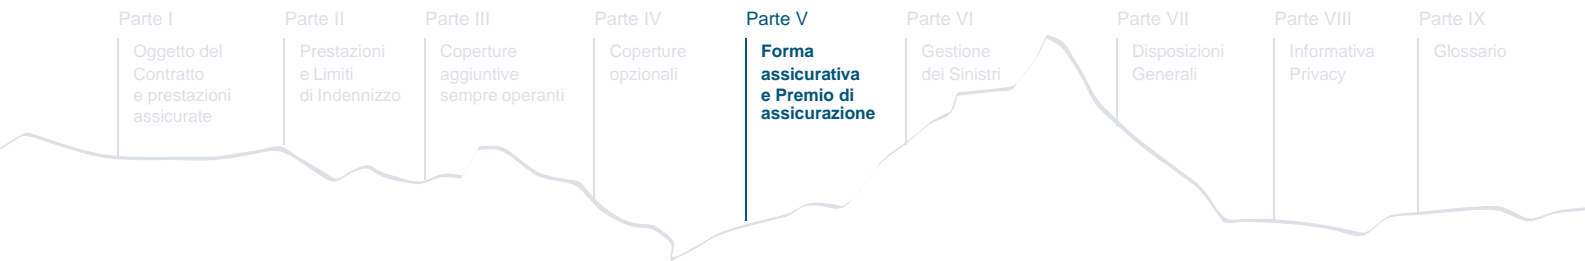 Parte I
Oggetto del
Contratto
e prestazioni
assicurate
Parte II
Prestazioni
e Limiti
di Indennizzo
Parte III
Coperture
aggiuntive
sempre operanti
Parte IV
Coperture
opzionali
Parte V
Forma
assicurativa
e Premio di
assicurazione
Parte VI
Gestione
dei Sinistri
Parte VII
Disposizioni
Generali
Parte VIII
Informativa
Privacy
Parte IX
Glossario